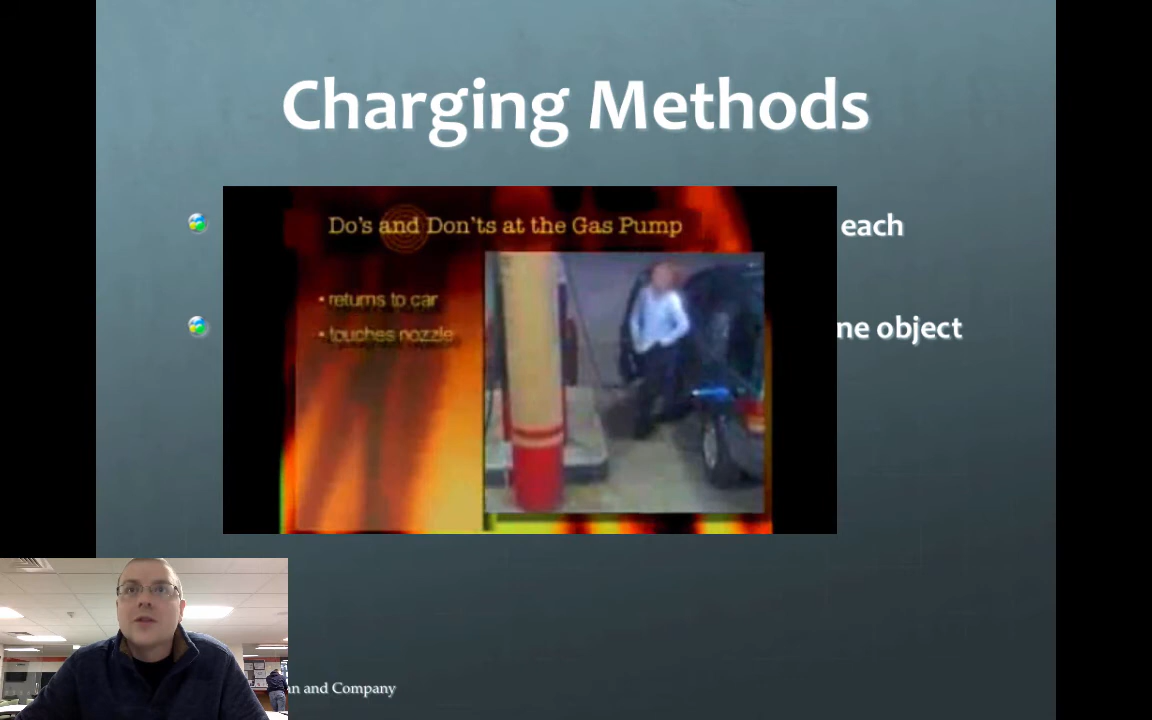 Charging Methods
Do's and Don'ts at the Gas Pump
each
• returns to car
ne object
• touches nozzle
n and Company